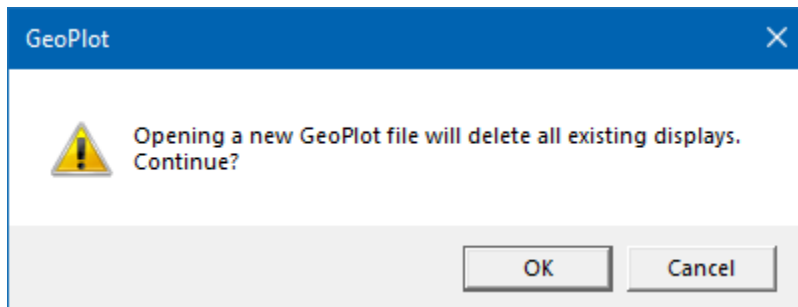 GeoPlot
Opening a new GeoPlot file will delete all existing displays.
Continue?
OK
Cancel